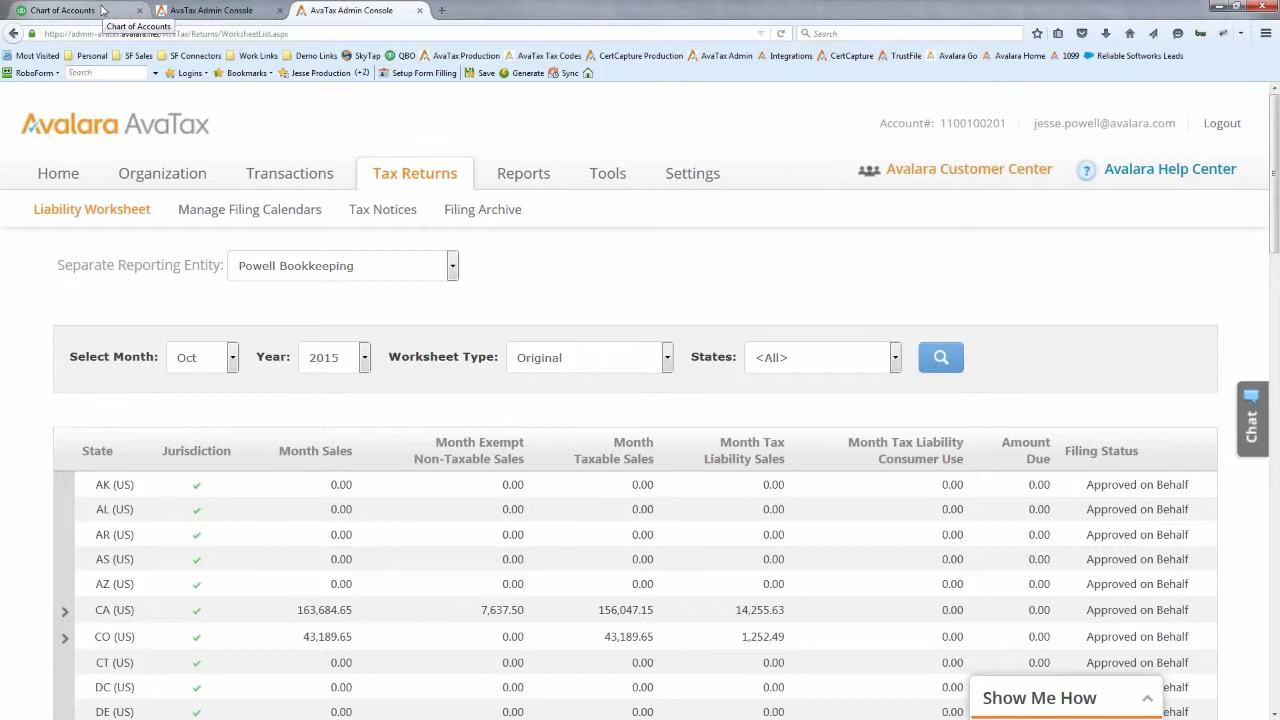 Chart of Accounts
AvaTax Admin Console
AvaTax Admin Console
Chart of Accounts
/Returns/WorksheetList.aspx
Search
Most Visited Personal SF Sales SF Connectors Work Links Demo Links SkyTap QBO AvaTax Production AvaTax Tax Codes CertCapture Production AvaTax Admin Integrations CertCapture TrustFile Avalara Go Avalara Home 1099 Reliable Softworks Leads
RoboForm Search Logins Bookmarks Jesse Production (+2) Setup Form Filling Save Generate Sync
Avalara AvaTax
Account#: 1100100201 jesse.powell@avalara.com Logout
Home Organization Transactions Tax Returns Reports Tools Settings
Avalara Customer Center ? Avalara Help Center
Liability Worksheet Manage Filing Calendars Tax Notices Filing Archive
Separate Reporting Entity: Powell Bookkeeping
Select Month: Oct Year: 2015 Worksheet Type: Original States: <All>
Chat
State Jurisdiction Month Sales Month Exempt Non-Taxable Sales Month Taxable Sales Month Tax Liability Sales Month Tax Liability Consumer Use Amount Due Filing Status
AK (US) 0.00 0.00 0.00 0.00 0.00 0.00 Approved on Behalf
AL (US) 0.00 0.00 0.00 0.00 0.00 0.00 Approved on Behalf
AR (US) 0.00 0.00 0.00 0.00 0.00 0.00 Approved on Behalf
AS (US) 0.00 0.00 0.00 0.00 0.00 0.00 Approved on Behalf
AZ (US) 0.00 0.00 0.00 0.00 0.00 0.00 Approved on Behalf
CA (US) 163,684.65 7,637.50 156,047.15 14,255.63 0.00 0.00 Approved on Behalf
CO (US) 43,189.65 0.00 43,189.65 1,252.49 0.00 0.00 Approved on Behalf
CT (US) 0.00 0.00 0.00 0.00 0.00 0.00 Approved on Behalf
DC (US) 0.00 0.00 0.00 0.00 0.00 0.00 ehalf
DE (US) 0.00 0.00 0.00 0.00 0.00 ehalf
Show Me How